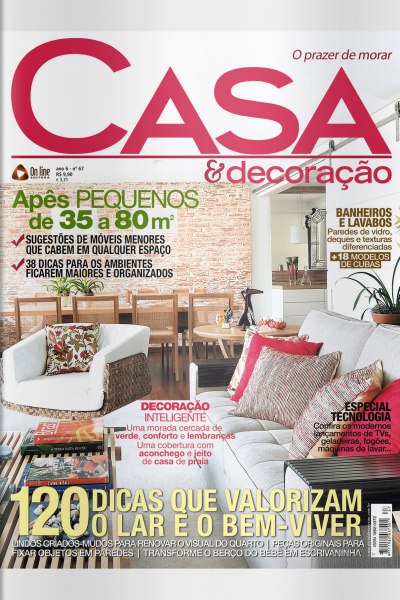 O prazer de morar
CASA
& decoração
On line
EDITORA
ano 6 - nº 67
R$ 9,90
€ 3,71
Apês PEQUENOS
de 35 a 80 m²
SUGESTÕES DE MÓVEIS MENORES
QUE CABEM EM QUALQUER ESPAÇO
38 DICAS PARA OS AMBIENTES
FICAREM MAIORES E ORGANIZADOS
BANHEIROS
E LAVABOS
Paredes de vidro,
deques e texturas
diferenciadas
+18 MODELOS
DE CUBAS
DECORAÇÃO
INTELIGENTE
Uma morada cercada de
verde, conforto e lembranças
Uma cobertura com
aconchego e jeito
de casa de praia
ESPECIAL
TECNOLOGIA
Confira os modernos
lançamentos de TVs,
geladeiras, fogões,
máquinas de lavar...
120 DICAS QUE VALORIZAM
O LAR E O BEM-VIVER
LINDOS CRIADOS-MUDOS PARA RENOVAR O VISUAL DO QUARTO | PEÇAS ORIGINAIS PARA
FIXAR OBJETOS EM PAREDES | TRANSFORME O BERÇO DO BEBÊ EM ESCRIVANINHA